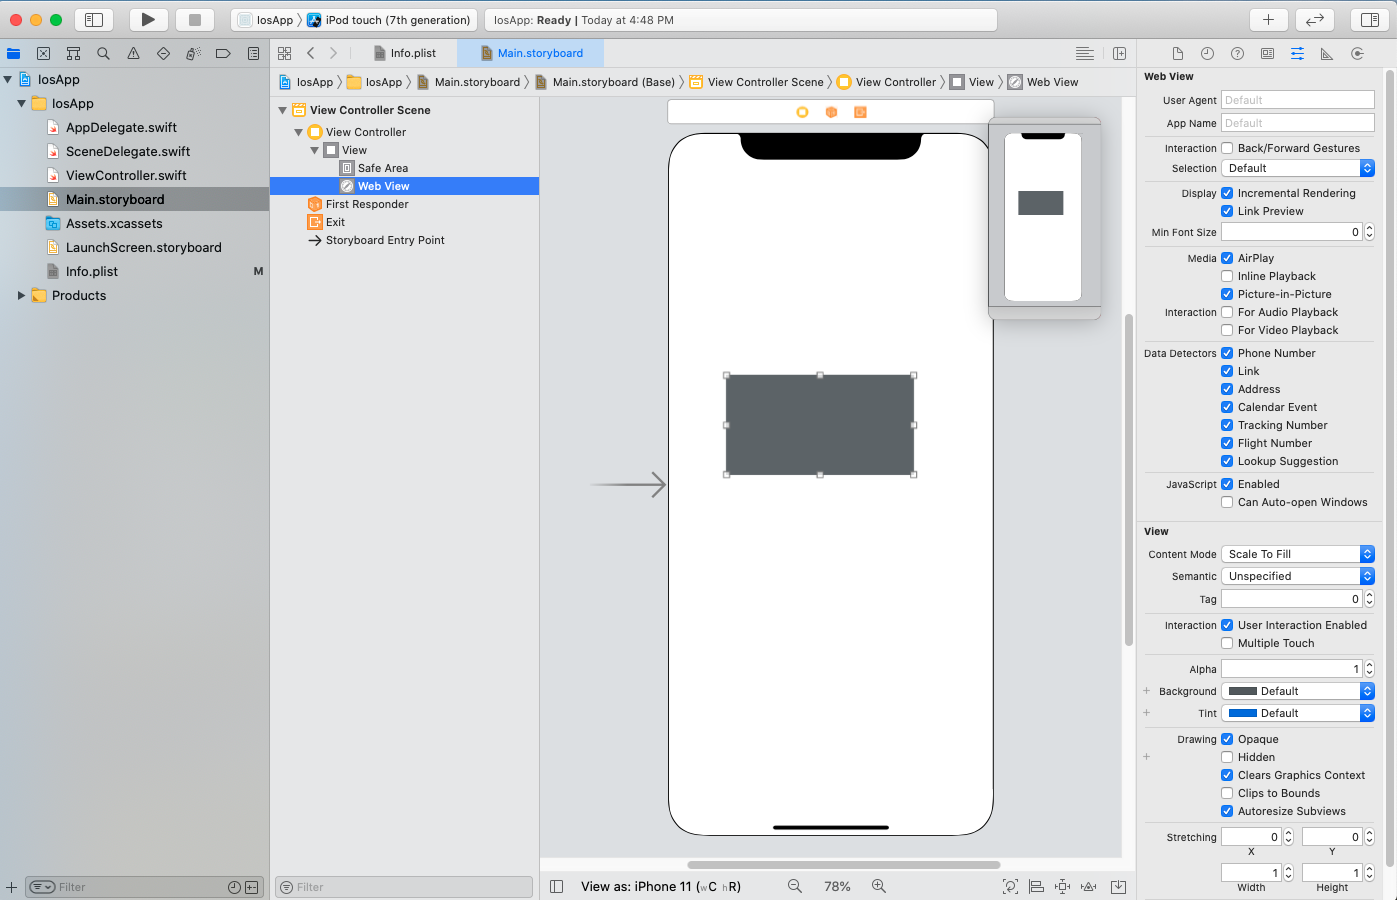 IosApp 〉 iPod touch (7th generation)
IosApp: Ready | Today at 4:48 PM
Info.plist
Main.storyboard
IosApp 〉 IosApp 〉 Main.storyboard 〉 Main.storyboard (Base) 〉 View Controller Scene 〉 View Controller 〉 View 〉 Web View
IosApp
IosApp
AppDelegate.swift
SceneDelegate.swift
ViewController.swift
Main.storyboard
Assets.xcassets
LaunchScreen.storyboard
Info.plist M
Products
Filter
View Controller Scene
View Controller
View
Safe Area
Web View
First Responder
Exit
Storyboard Entry Point
Filter
View as: iPhone 11 (wC hR)
78%
Web View
User Agent Default
App Name Default
Interaction Back/Forward Gestures
Selection Default
Display Incremental Rendering
Link Preview
Min Font Size 0
Media AirPlay
Inline Playback
Picture-in-Picture
Interaction For Audio Playback
For Video Playback
Data Detectors Phone Number
Link
Address
Calendar Event
Tracking Number
Flight Number
Lookup Suggestion
JavaScript Enabled
Can Auto-open Windows
View
Content Mode Scale To Fill
Semantic Unspecified
Tag 0
Interaction User Interaction Enabled
Multiple Touch
Alpha 1
+ Background Default
+ Tint Default
Drawing Opaque
+ Hidden
Clears Graphics Context
Clips to Bounds
Autoresize Subviews
Stretching 0 0
X Y
1 1
Width Height